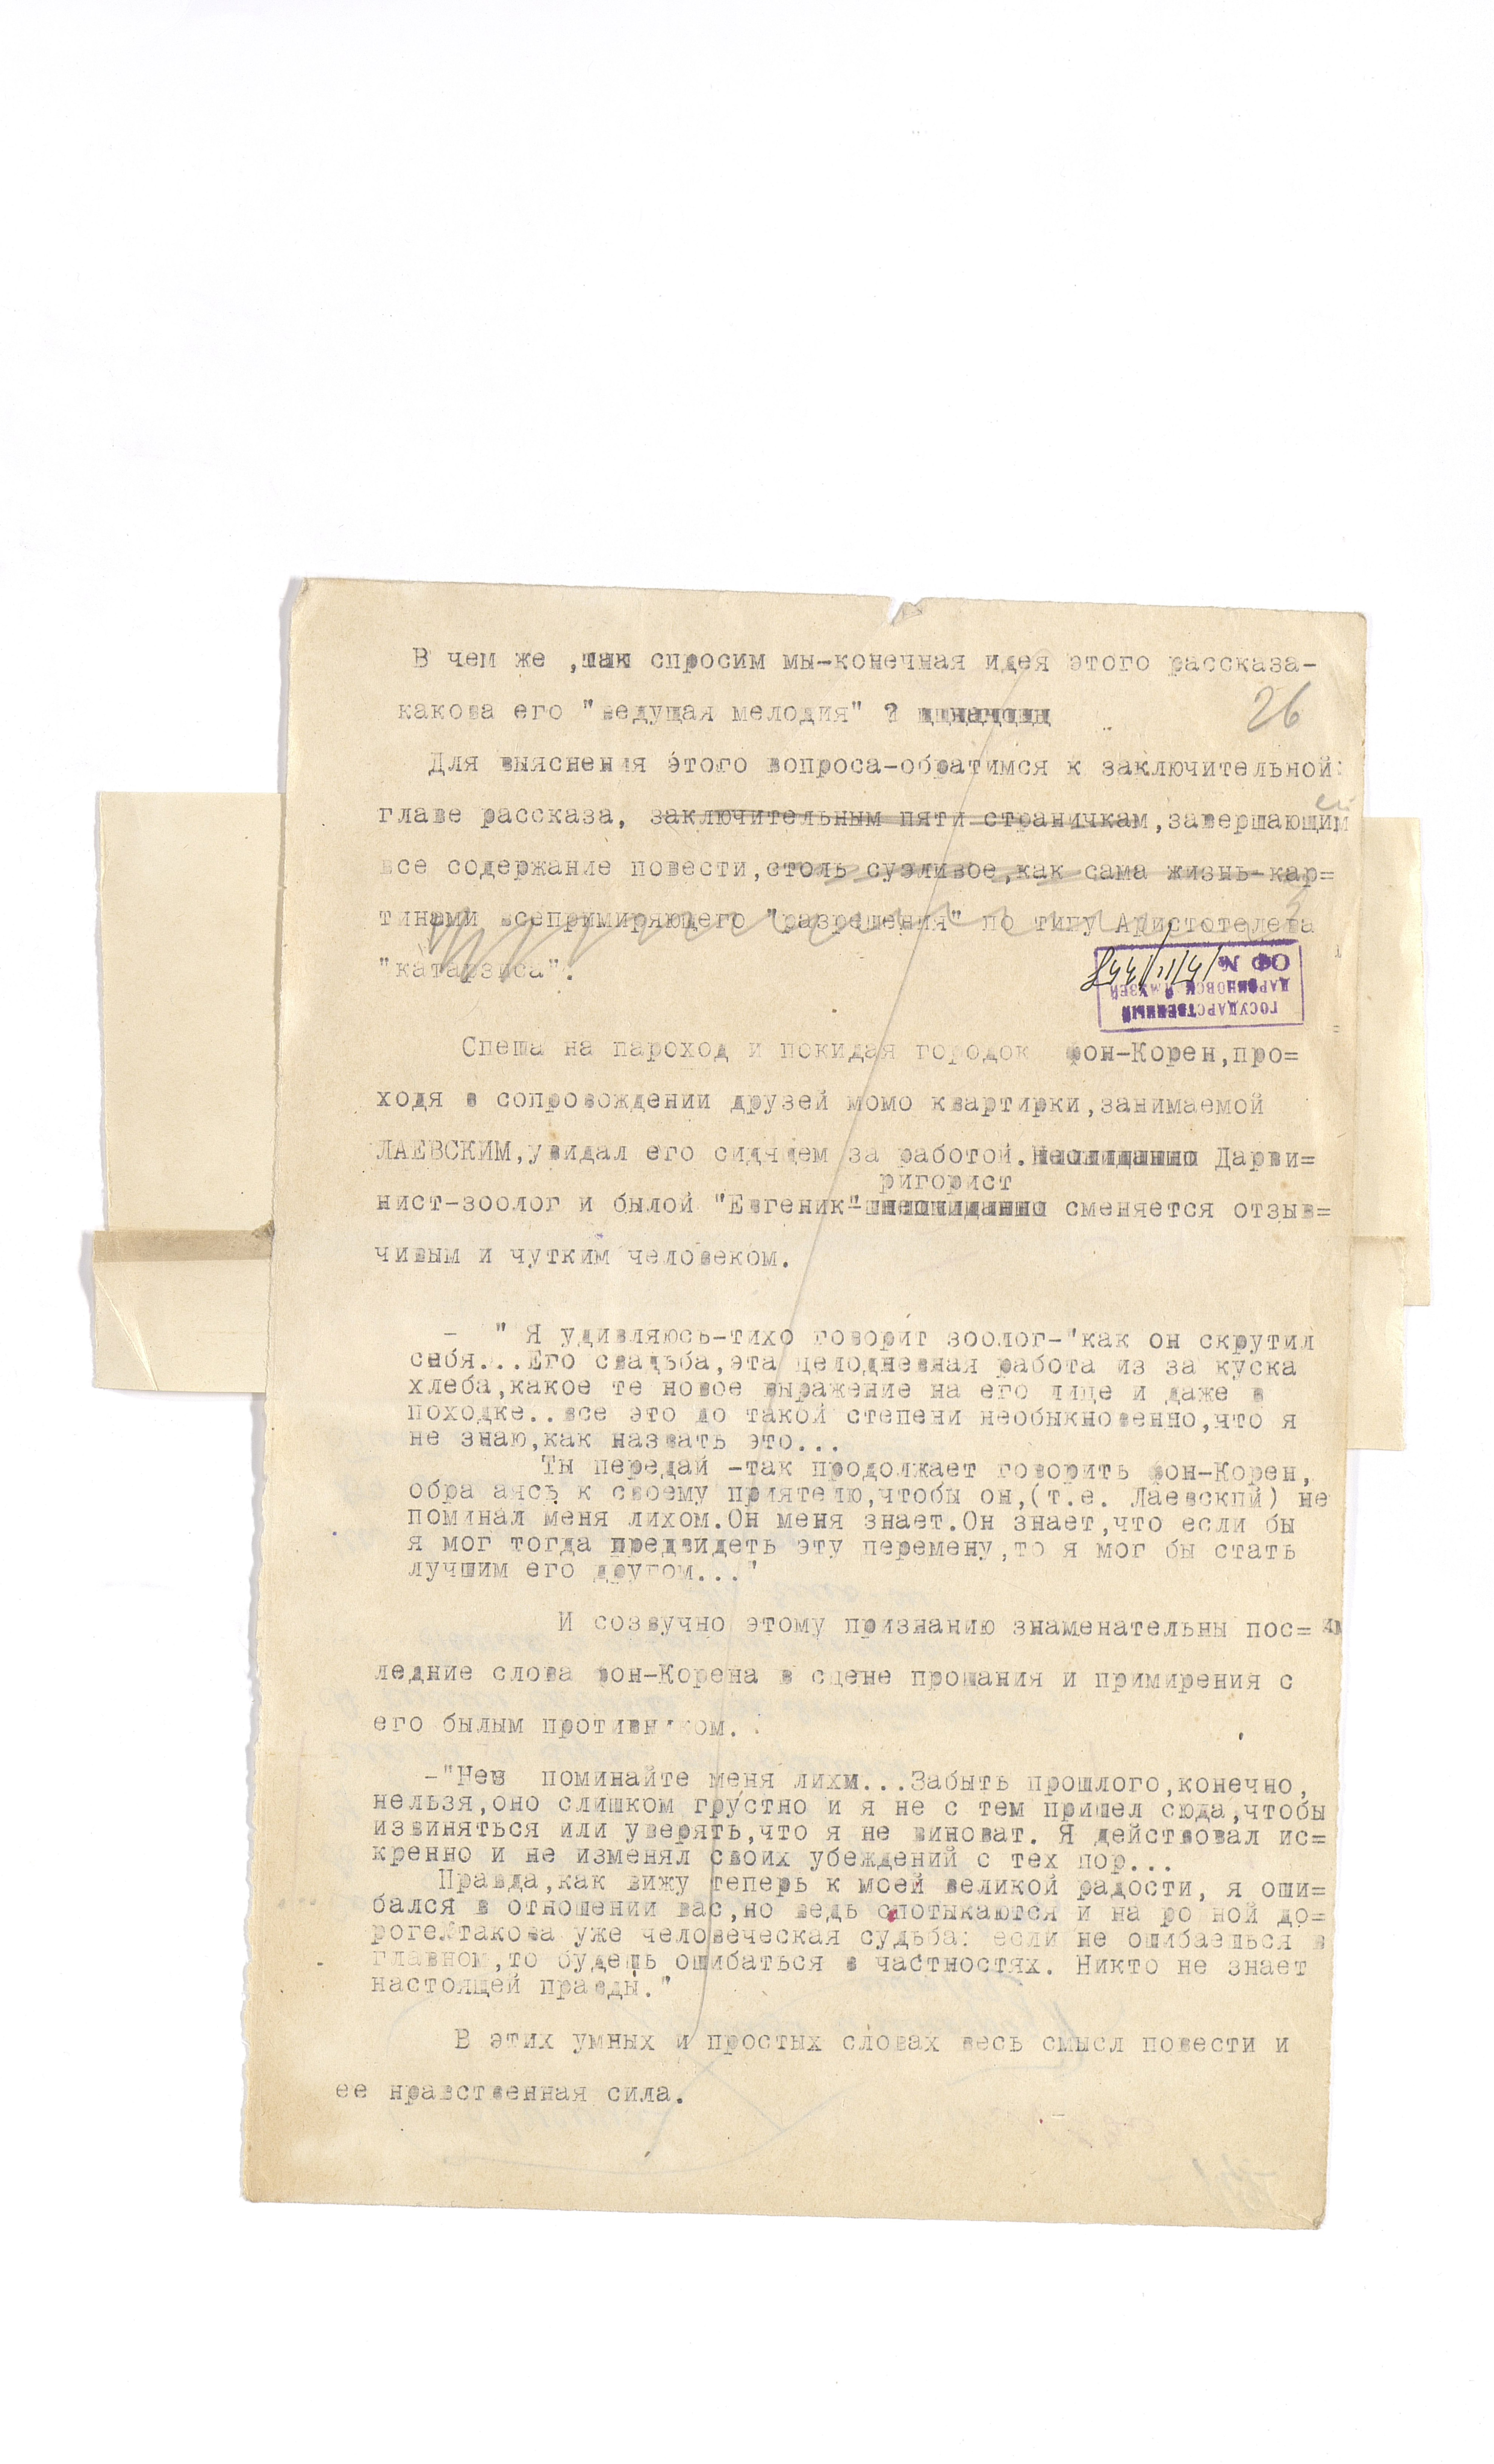 В чем же , спросим мы-конечная идея этого рассказа-
какова его "ведущая мелодия" ?
26
Для выяснения этого вопроса-обратимся к заключительной
главе рассказа, заключительным пяти страничкам,завершающим
ей
все содержание повести,столь суэливое,как сама жизнь-кар=
тинами всепримиряющего "разрешения" по типу Аристотелева
"катарзиса".
ОФ №
ДАРВИНОВСКИЙ МУЗЕЙ
ГОСУДАРСТВЕННЫЙ
Спеша на пароход и покидая городок фон-Корен,про=
ходя в сопровождении друзей момо квартирки,занимаемой
ЛАЕВСКИМ,увидал его сидчдем за работой. Дарви=
ригорист
нист-зоолог и былой "Евгеник"- сменяется отзыв=
чивым и чутким человеком.
- " Я удивляюсь-тихо говорит зоолог-"как он скрутил
снбя...Его свадьба,эта целодневная работа из за куска
хлеба,какое те новое выражение на его лице и даже в
походке..все это до такой степени необыкновенно,что я
не знаю,как назвать это...
Ты передай -так продолжает говорить фон-Корен,
обра аясь к своему приятелю,чтобы он,(т.е. Лаевский) не
поминал меня лихом.Он меня знает.Он знает,что если бы
я мог тогда предвидеть эту перемену,то я мог бы стать
лучшим его другом..."
И созвучно этому признанию знаменательны пос=
ледние слова фон-Корена в сцене прощания и примирения с
его былым противником.
-"Нев поминайте меня лихм...Забыть прошлого,конечно,
нельзя,оно слишком грустно и я не с тем пришел сюда,чтобы
извиняться или уверять,что я не виноват. Я действовал ис=
кренно и не изменял своих убеждений с тех пор...
Правда,как вижу теперь к моей великой радости, я оши=
бался в отношении вас,но ведь спотыкаются и на ро ной до=
роге такова уже человеческая судьба: если не ошибаешься в
главном,то будешь ошибаться в частностях. Никто не знает
настоящей правды."
В этих умных и простых словах весь смысл повести и
ее нравственная сила.